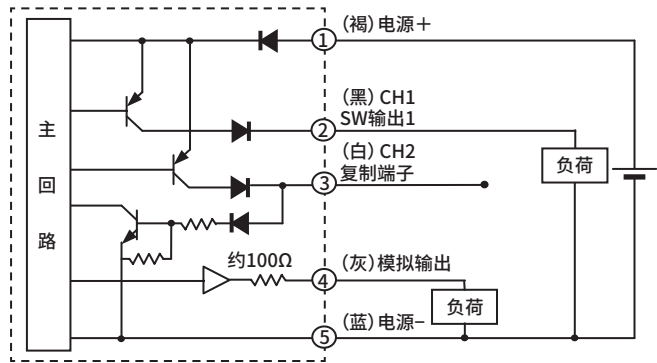 主
回
路
约100Ω
1
(褐)电源＋
2
(黑)CH1
SW输出1
3
(白)CH2
复制端子
4
(灰)模拟输出
5
(蓝)电源−
负荷
负荷